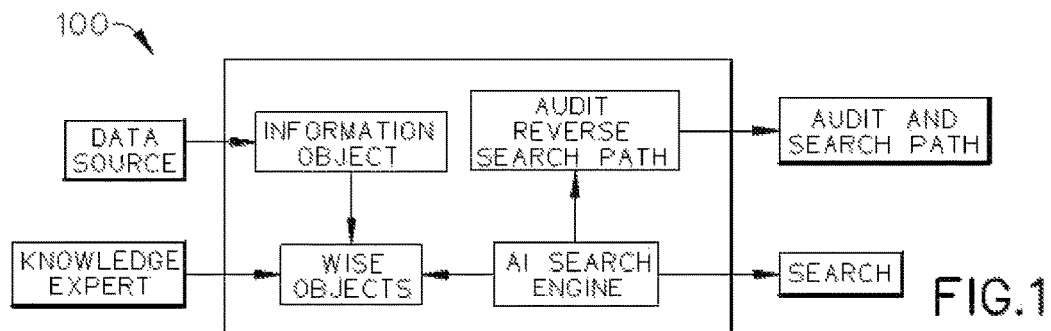 100
DATA
SOURCE
INFORMATION
OBJECT
AUDIT
REVERSE
SEARCH PATH
AUDIT AND
SEARCH PATH
KNOWLEDGE
EXPERT
WISE
OBJECTS
AI SEARCH
ENGINE
SEARCH
FIG.1